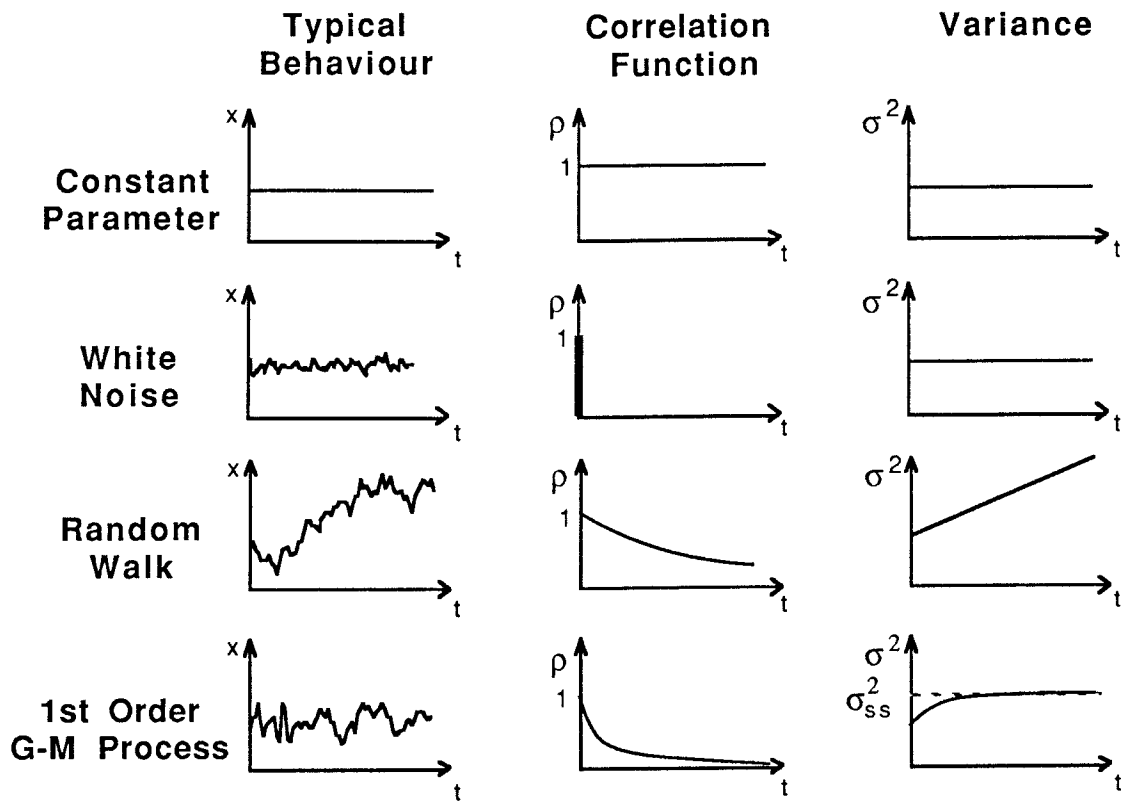 Typical
Behaviour
Correlation
Function
Variance
Constant
Parameter
x
t
ρ
1
t
σ²
t
White
Noise
x
t
ρ
1
t
σ²
t
Random
Walk
x
t
ρ
1
t
σ²
t
1st Order
G-M Process
x
t
ρ
1
t
σ²
σ²ss
t